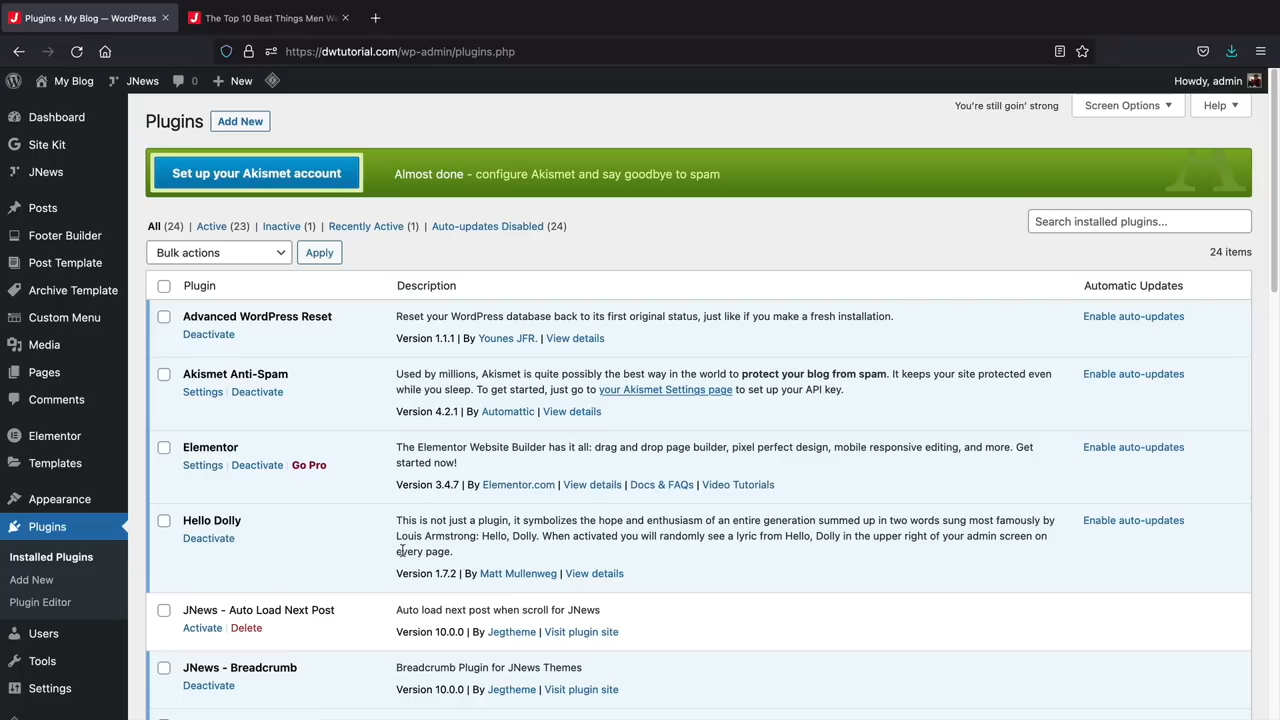 Plugins ‹ My Blog — WordPress
The Top 10 Best Things Men Wa
https://dwtutorial.com/wp-admin/plugins.php
My Blog JNews 0 New Howdy, admin
You're still goin' strong Screen Options Help
Dashboard
Site Kit
JNews
Posts
Footer Builder
Post Template
Archive Template
Custom Menu
Media
Pages
Comments
Elementor
Templates
Appearance
Plugins
Installed Plugins
Add New
Plugin Editor
Users
Tools
Settings
Plugins Add New
Set up your Akismet account Almost done - configure Akismet and say goodbye to spam
All (24) | Active (23) | Inactive (1) | Recently Active (1) | Auto-updates Disabled (24)
Search installed plugins...
Bulk actions Apply 24 items
Plugin Description Automatic Updates
Advanced WordPress Reset Reset your WordPress database back to its first original status, just like if you make a fresh installation. Enable auto-updates
Deactivate Version 1.1.1 | By Younes JFR. | View details
Akismet Anti-Spam Used by millions, Akismet is quite possibly the best way in the world to protect your blog from spam. It keeps your site protected even Enable auto-updates
Settings | Deactivate while you sleep. To get started, just go to your Akismet Settings page to set up your API key.
Version 4.2.1 | By Automattic | View details
Elementor The Elementor Website Builder has it all: drag and drop page builder, pixel perfect design, mobile responsive editing, and more. Get Enable auto-updates
Settings | Deactivate | Go Pro started now!
Version 3.4.7 | By Elementor.com | View details | Docs & FAQs | Video Tutorials
Hello Dolly This is not just a plugin, it symbolizes the hope and enthusiasm of an entire generation summed up in two words sung most famously by Enable auto-updates
Deactivate Louis Armstrong: Hello, Dolly. When activated you will randomly see a lyric from Hello, Dolly in the upper right of your admin screen on
every page.
Version 1.7.2 | By Matt Mullenweg | View details
JNews - Auto Load Next Post Auto load next post when scroll for JNews
Activate | Delete Version 10.0.0 | By Jegtheme | Visit plugin site
JNews - Breadcrumb Breadcrumb Plugin for JNews Themes
Deactivate Version 10.0.0 | By Jegtheme | Visit plugin site